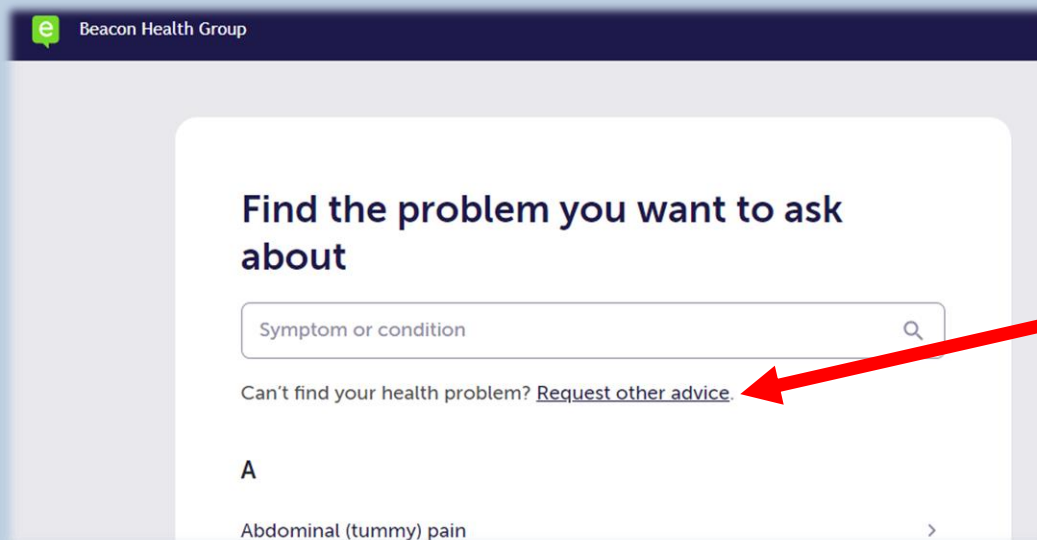 e Beacon Health Group
Find the problem you want to ask
about
Symptom or condition
Can't find your health problem? Request other advice.
A
Abdominal (tummy) pain